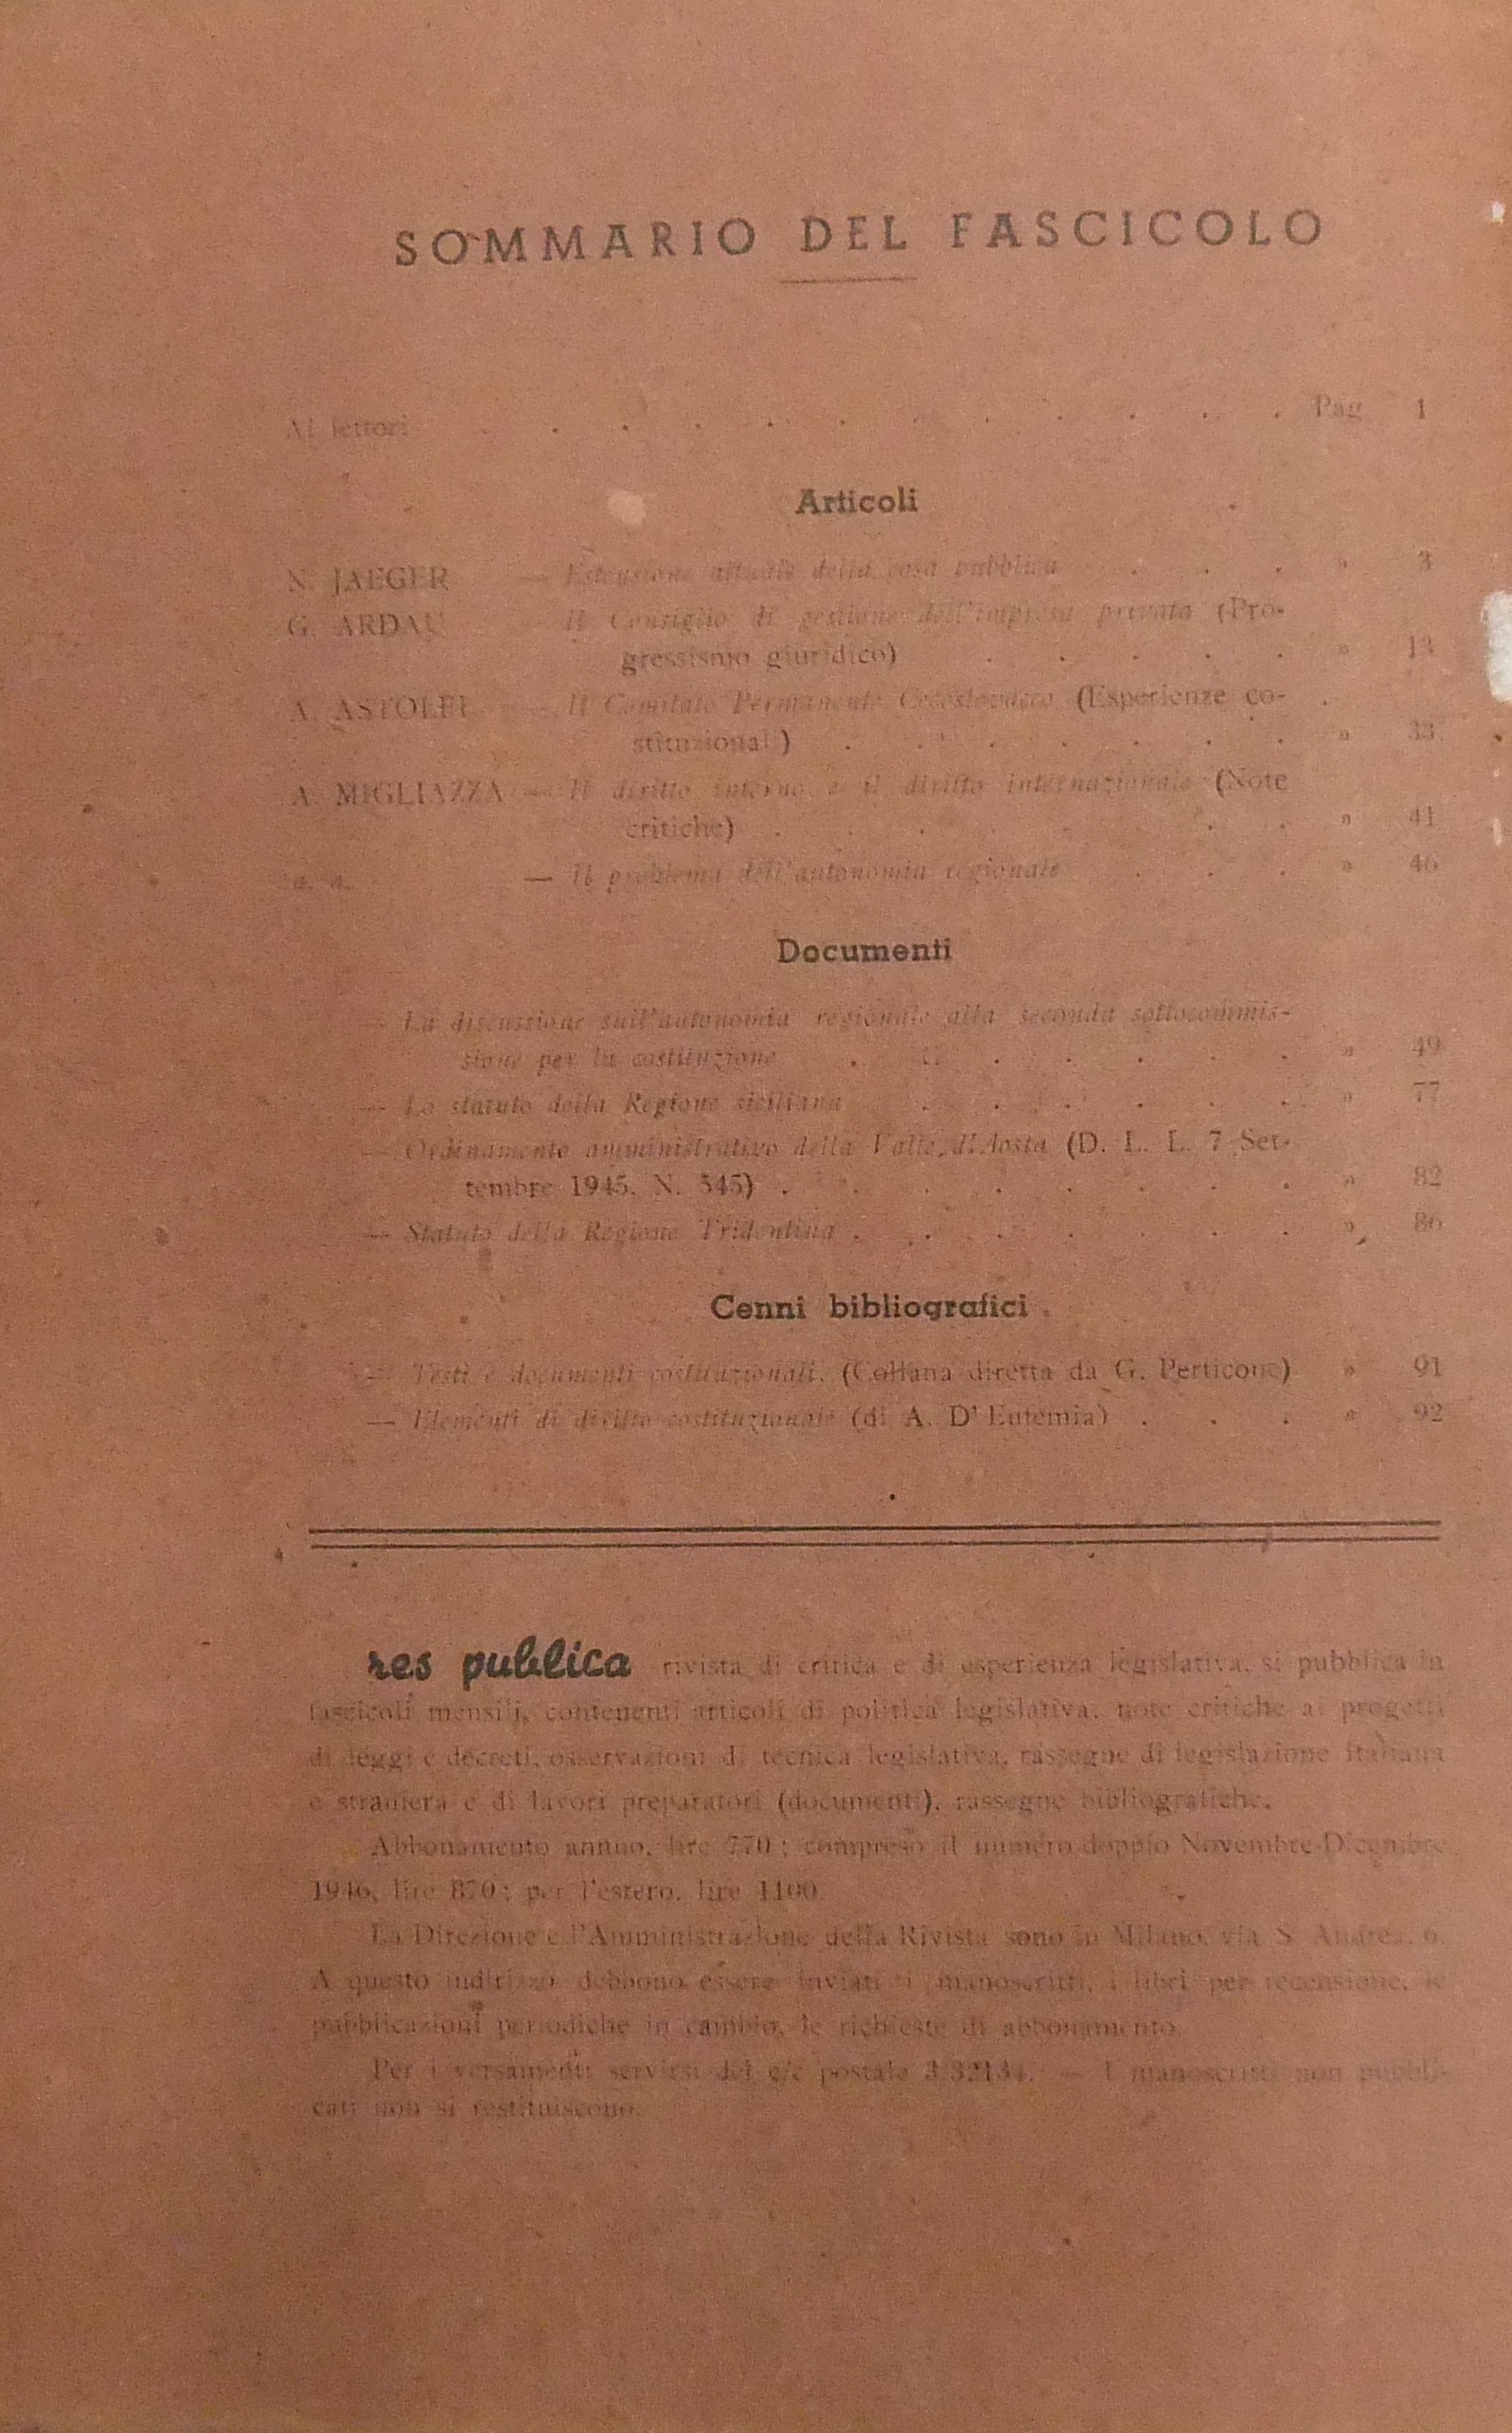 SOMMARIO DEL FASCICOLO
Ai lettori . . . . . . . . . . . . Pag. 1
Articoli
N. JAEGER — Estensione attuale della cosa pubblica . . . » 3
G. ARDAU — Il Consiglio di gestione dell'impresa privata (Pro-
gressismo giuridico) . . . . . » 13
A. ASTOLFI — Il Comitato Permanente Cecoslovacco (Esperienze co-
stituzionali) . . . . . . . » 33
A. MIGLIAZZA — Il diritto interno e il diritto internazionale (Note
critiche) . . . . . . . . » 41
a. a. — Il problema dell'autonomia regionale . . . » 46
Documenti
— La discussione sull'autonomia regionale alla seconda sottocommis-
sione per la costituzione . . . . . . . » 49
— Lo statuto della Regione siciliana . . . . . . » 77
— Ordinamento amministrativo della Valle d'Aosta (D. L. L. 7 Set-
tembre 1945, N. 545) . . . . . . . . » 82
— Statuto della Regione Tridentina . . . . . . . » 86
Cenni bibliografici
— Testi e documenti costituzionali. (Collana diretta da G. Perticone) » 91
— Elementi di diritto costituzionale (di A. D' Eufemia) . . . » 92
res publica rivista di critica e di esperienza legislativa, si pubblica in
fascicoli mensili, contenenti articoli di politica legislativa, note critiche ai progetti
di leggi e decreti, osservazioni di tecnica legislativa, rassegne di legislazione italiana
e straniera e di lavori preparatori (documenti), rassegne bibliografiche.
Abbonamento annuo, lire 770; compreso il numero doppio Novembre-Dicembre
1946, lire 870; per l'estero, lire 1100.
La Direzione e l'Amministrazione della Rivista sono in Milano, via S. Andrea, 6.
A questo indirizzo debbono essere inviati i manoscritti, i libri per recensione, le
pubblicazioni periodiche in cambio, le richieste di abbonamento.
Per i versamenti servirsi del c/c postale 3/32134. — I manoscritti non pubbli-
cati non si restituiscono.